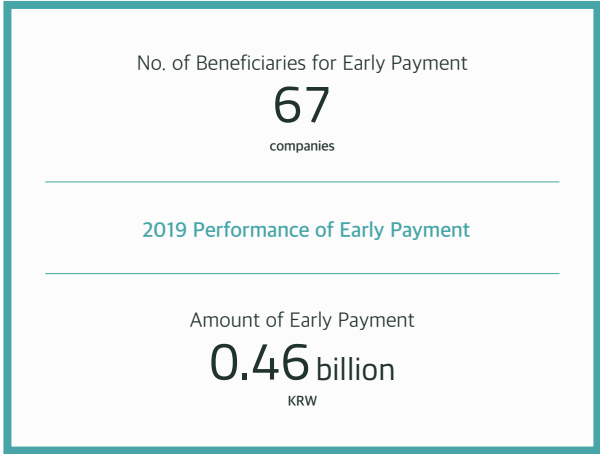 No. of Beneficiaries for Early Payment
67
companies
2019 Performance of Early Payment
Amount of Early Payment
0.46 billion
KRW